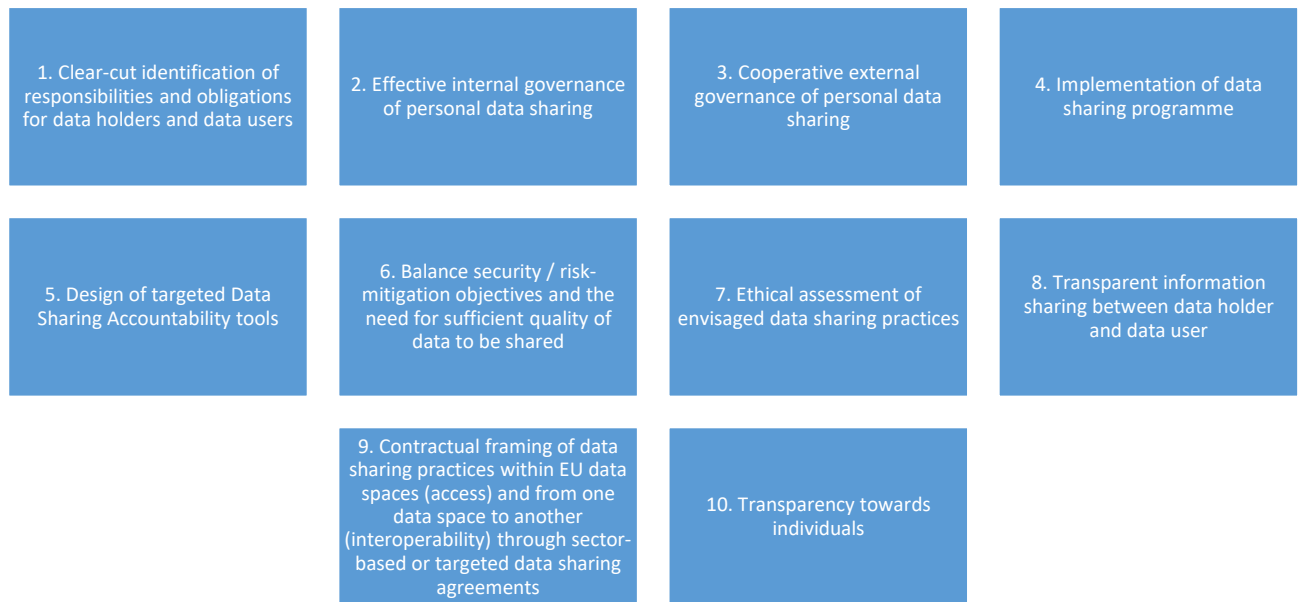 1. Clear-cut identification of
responsibilities and obligations
for data holders and data users
2. Effective internal governance
of personal data sharing
3. Cooperative external
governance of personal data
sharing
4. Implementation of data
sharing programme
5. Design of targeted Data
Sharing Accountability tools
6. Balance security / risk-
mitigation objectives and the
need for sufficient quality of
data to be shared
7. Ethical assessment of
envisaged data sharing practices
8. Transparent information
sharing between data holder
and data user
9. Contractual framing of data
sharing practices within EU data
spaces (access) and from one
data space to another
(interoperability) through sector-
based or targeted data sharing
agreements
10. Transparency towards
individuals